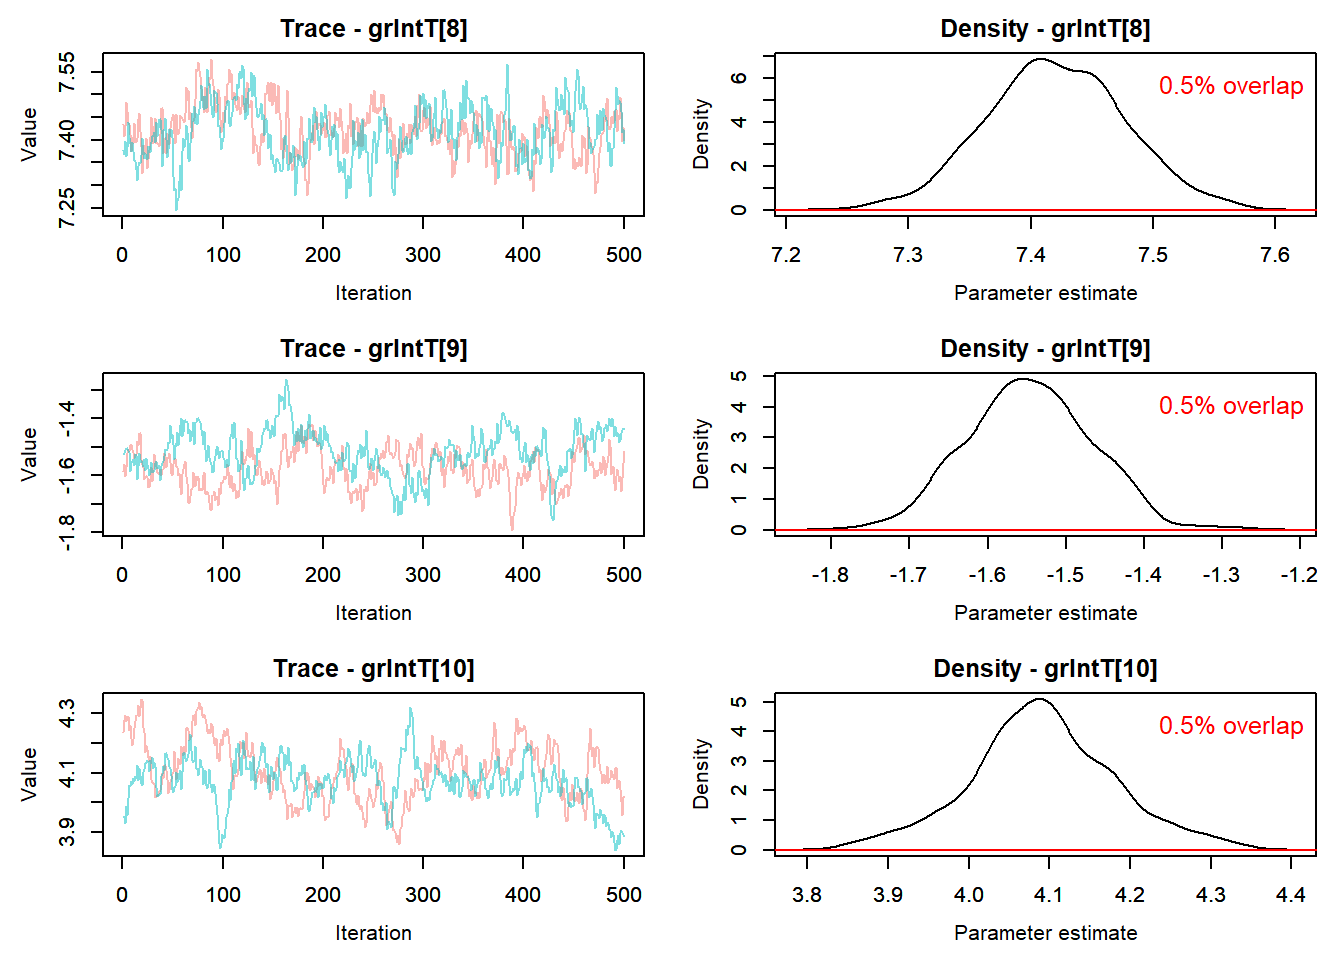 Trace - grIntT[8]
Value
7.55
7.40
7.25
0 100 200 300 400 500
Iteration
Density - grIntT[8]
Density
6
4
2
0
0.5% overlap
7.2 7.3 7.4 7.5 7.6
Parameter estimate
Trace - grIntT[9]
Value
-1.4
-1.6
-1.8
0 100 200 300 400 500
Iteration
Density - grIntT[9]
Density
5
4
3
2
1
0
0.5% overlap
-1.8 -1.7 -1.6 -1.5 -1.4 -1.3 -1.2
Parameter estimate
Trace - grIntT[10]
Value
4.3
4.1
3.9
0 100 200 300 400 500
Iteration
Density - grIntT[10]
Density
5
4
3
2
1
0
0.5% overlap
3.8 3.9 4.0 4.1 4.2 4.3 4.4
Parameter estimate